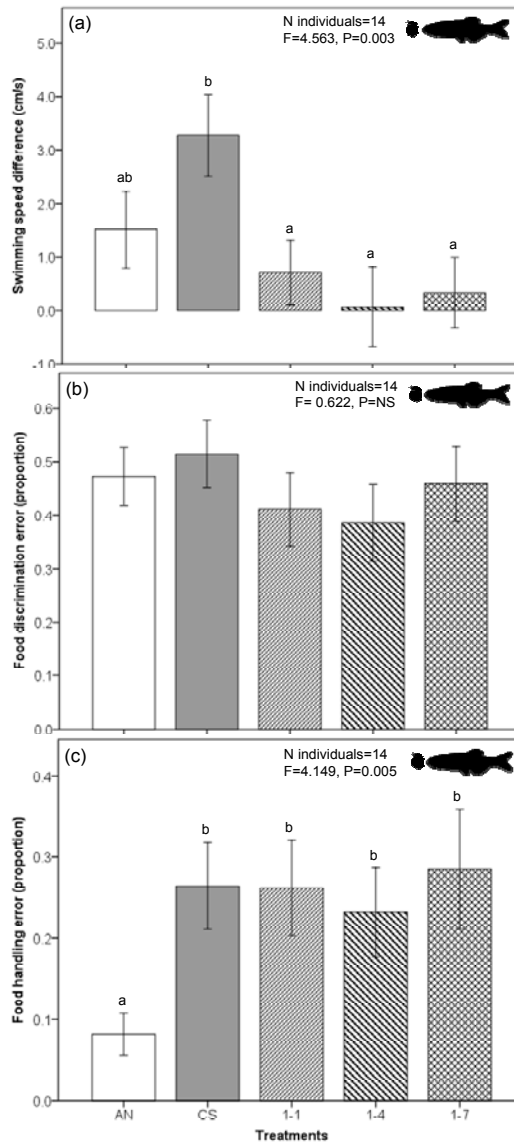 (a)
N individuals=14
F=4.563, P=0.003
Swimming speed difference (cm/s)
5.0
4.0
3.0
2.0
1.0
0.0
-1.0
ab
b
a
a
a
(b)
N individuals=14
F= 0.622, P=NS
Food discrimination error (proportion)
0.6
0.5
0.4
0.3
0.2
0.1
0.0
(c)
N individuals=14
F=4.149, P=0.005
Food handling error (proportion)
0.4
0.3
0.2
0.1
0.0
a
b
b
b
b
AN CS 1-1 1-4 1-7
Treatments